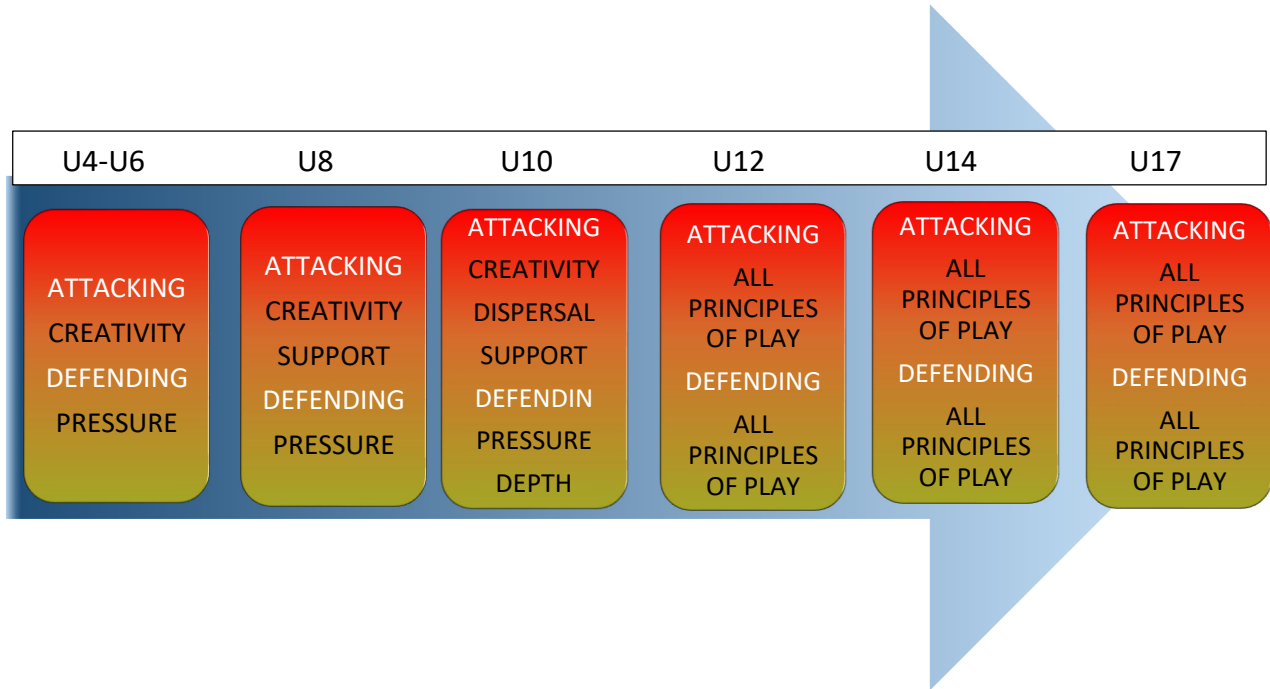 U4-U6 U8 U10 U12 U14 U17
ATTACKING
CREATIVITY
DEFENDING
PRESSURE
ATTACKING
CREATIVITY
SUPPORT
DEFENDING
PRESSURE
ATTACKING
CREATIVITY
DISPERSAL
SUPPORT
DEFENDIN
PRESSURE
DEPTH
ATTACKING
ALL
PRINCIPLES
OF PLAY
DEFENDING
ALL
PRINCIPLES
OF PLAY
ATTACKING
ALL
PRINCIPLES
OF PLAY
DEFENDING
ALL
PRINCIPLES
OF PLAY
ATTACKING
ALL
PRINCIPLES
OF PLAY
DEFENDING
ALL
PRINCIPLES
OF PLAY